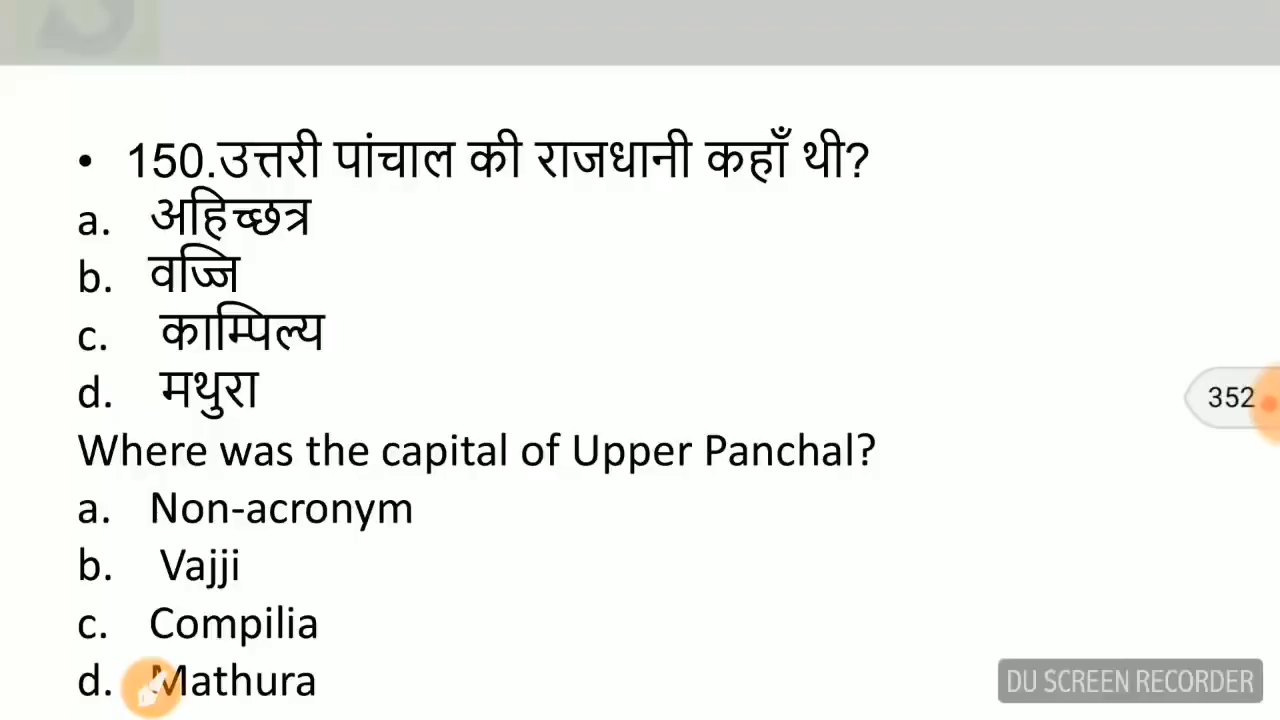 • 150.उत्तरी पांचाल की राजधानी कहाँ थी?
a. अहिच्छत्र
b. वज्जि
c. काम्पिल्य
d. मथुरा
352
Where was the capital of Upper Panchal?
a. Non-acronym
b. Vajji
c. Compilia
d. Mathura
DU SCREEN RECORDER